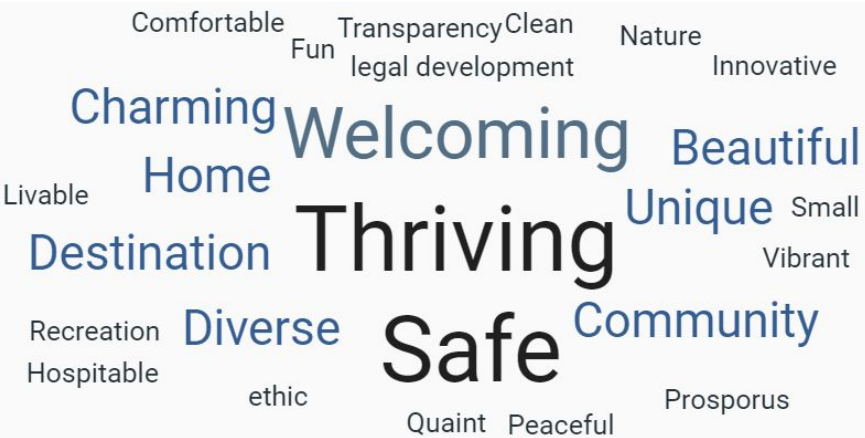 Comfortable
Fun
Transparency
Clean
Nature
legal development
Innovative
Charming
Welcoming
Beautiful
Home
Livable
Unique
Small
Thriving
Destination
Vibrant
Recreation
Diverse
Safe
Community
Hospitable
ethic
Prosporus
Quaint
Peaceful